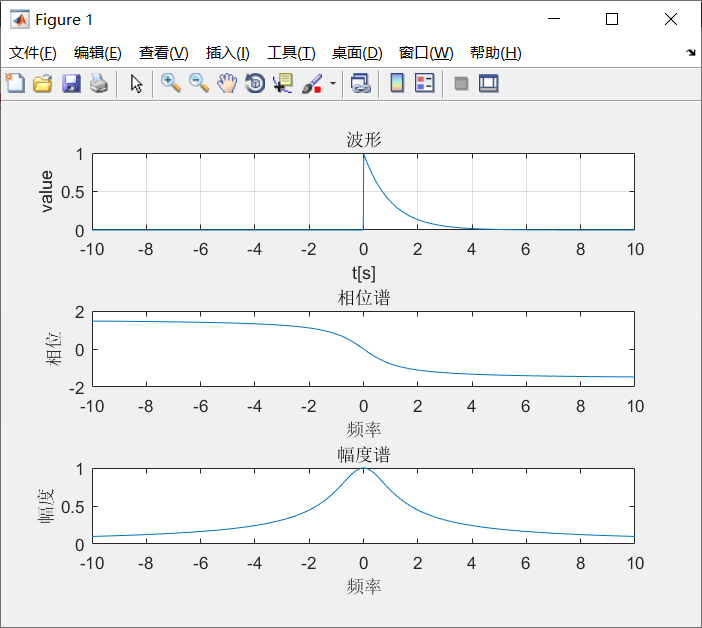 Figure 1
文件(F) 编辑(E) 查看(V) 插入(I) 工具(T) 桌面(D) 窗口(W) 帮助(H)
波形
1
0.5
0
value
-10 -8 -6 -4 -2 0 2 4 6 8 10
t[s]
相位谱
2
0
-2
相位
-10 -8 -6 -4 -2 0 2 4 6 8 10
频率
幅度谱
1
0.5
0
幅度
-10 -8 -6 -4 -2 0 2 4 6 8 10
频率